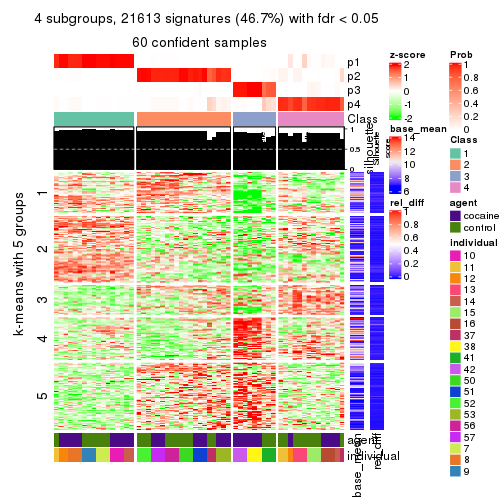 4 subgroups, 21613 signatures (46.7%) with fdr < 0.05
60 confident samples
p1
p2
p3
p4
Class
1
0.5
0
silhouette
score
k-means with 5 groups
1
2
3
4
5
agent
individual
base_mean
rel_diff
z-score
2
1
0
-1
-2
base_mean
14
12
10
8
6
rel_diff
1
0.8
0.6
0.4
0.2
0
Prob
1
0.8
0.6
0.4
0.2
0
Class
1
2
3
4
agent
cocaine
control
individual
10
11
12
13
14
15
16
37
38
41
42
50
51
52
53
56
57
7
8
9